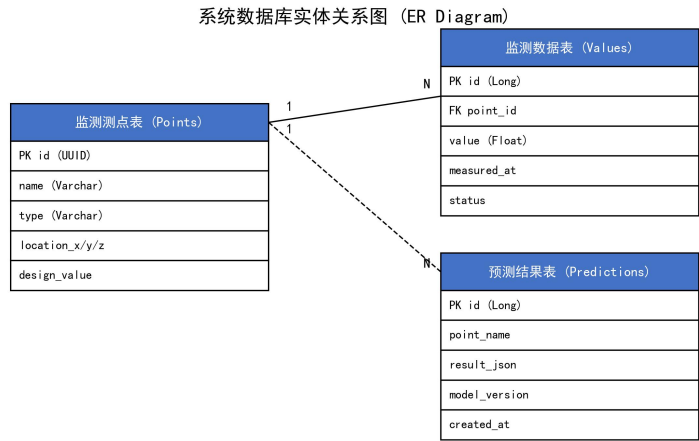 系统数据库实体关系图 (ER Diagram)
监测测点表 (Points)
PK id (UUID)
name (Varchar)
type (Varchar)
location_x/y/z
design_value
1
N
1
N
监测数据表 (Values)
PK id (Long)
FK point_id
value (Float)
measured_at
status
预测结果表 (Predictions)
PK id (Long)
point_name
result_json
model_version
created_at